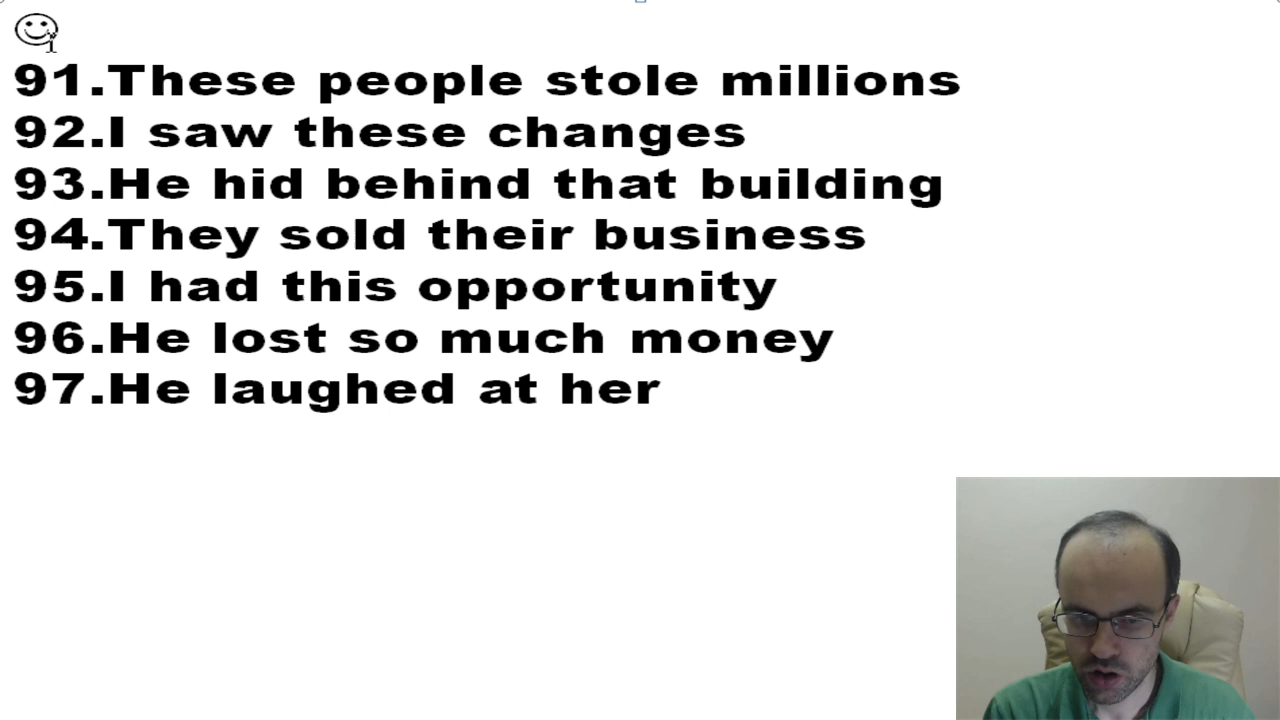 91.These people stole millions
92.I saw these changes
93.He hid behind that building
94.They sold their business
95.I had this opportunity
96.He lost so much money
97.He laughed at her